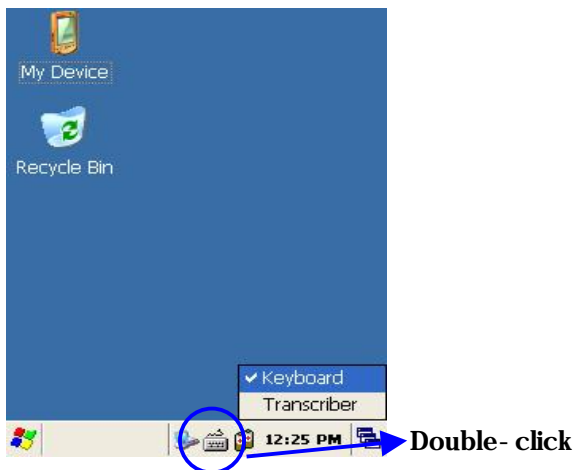 My Device
Recycle Bin
Keyboard
Transcriber
12:25 PM
Double- click